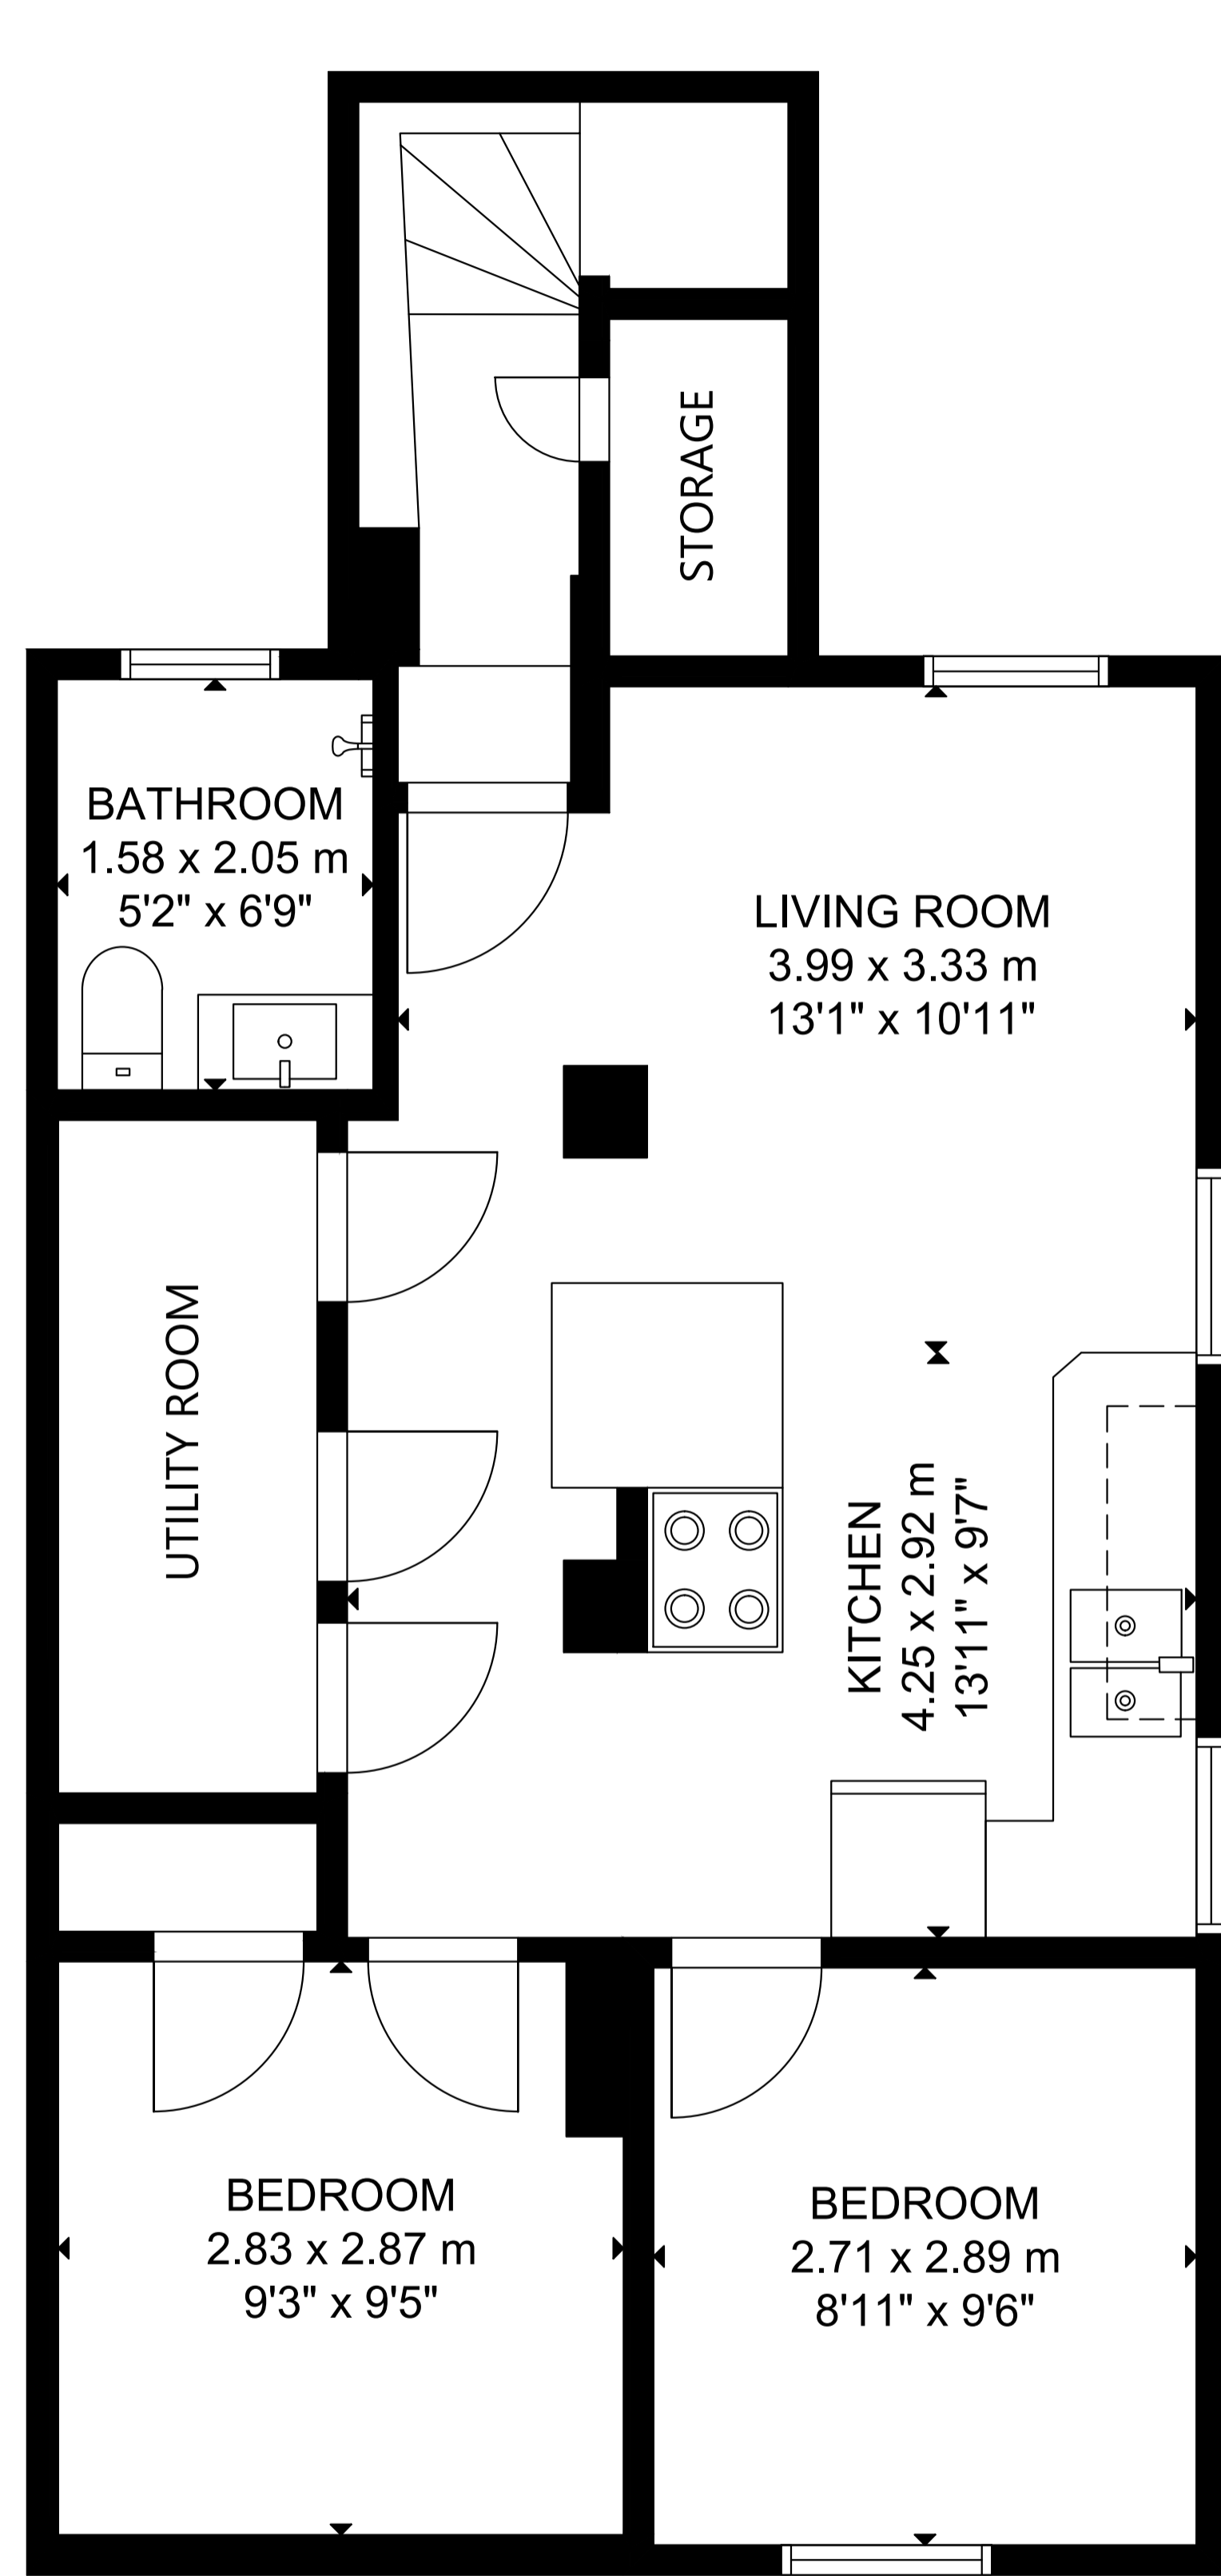 STORAGE
BATHROOM
1.58 x 2.05 m
5'2" x 6'9"
LIVING ROOM
3.99 x 3.33 m
13'1" x 10'11"
UTILITY ROOM
KITCHEN
4.25 x 2.92 m
13'11" x 9'7"
BEDROOM
2.83 x 2.87 m
9'3" x 9'5"
BEDROOM
2.71 x 2.89 m
8'11" x 9'6"